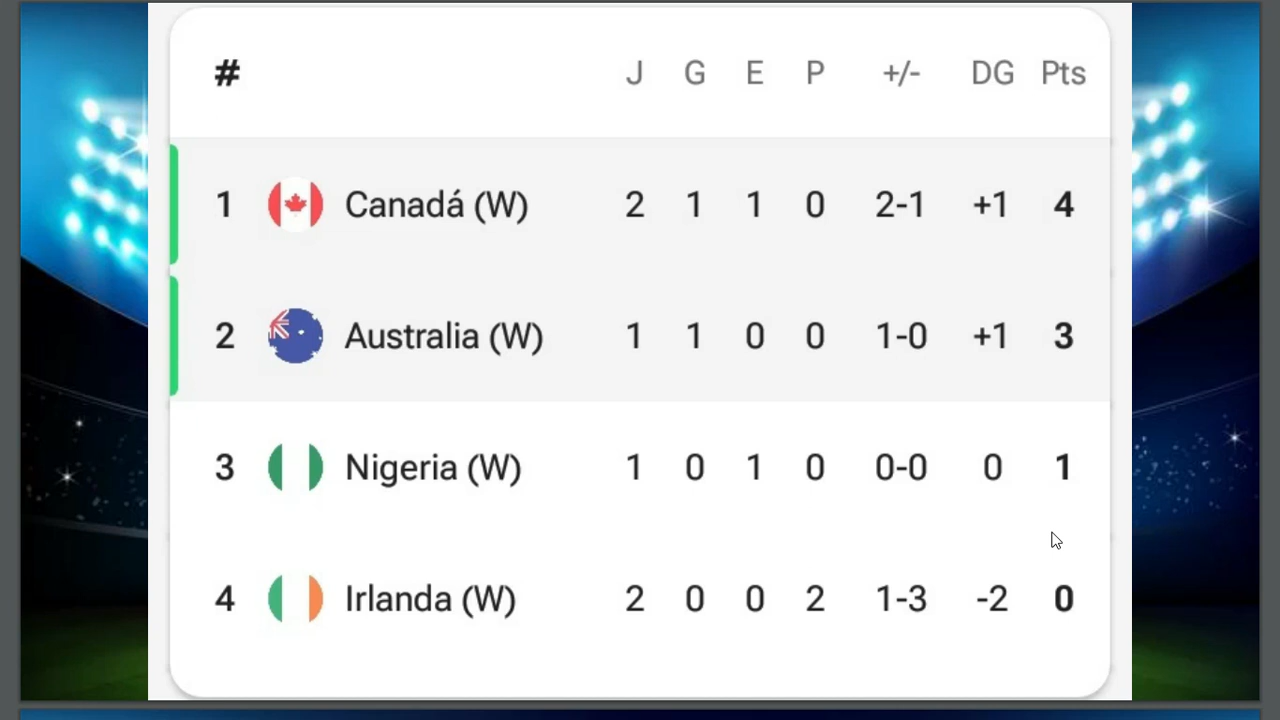 # J G E P +/- DG Pts
1 Canadá (W) 2 1 1 0 2-1 +1 4
2 Australia (W) 1 1 0 0 1-0 +1 3
3 Nigeria (W) 1 0 1 0 0-0 0 1
4 Irlanda (W) 2 0 0 2 1-3 -2 0